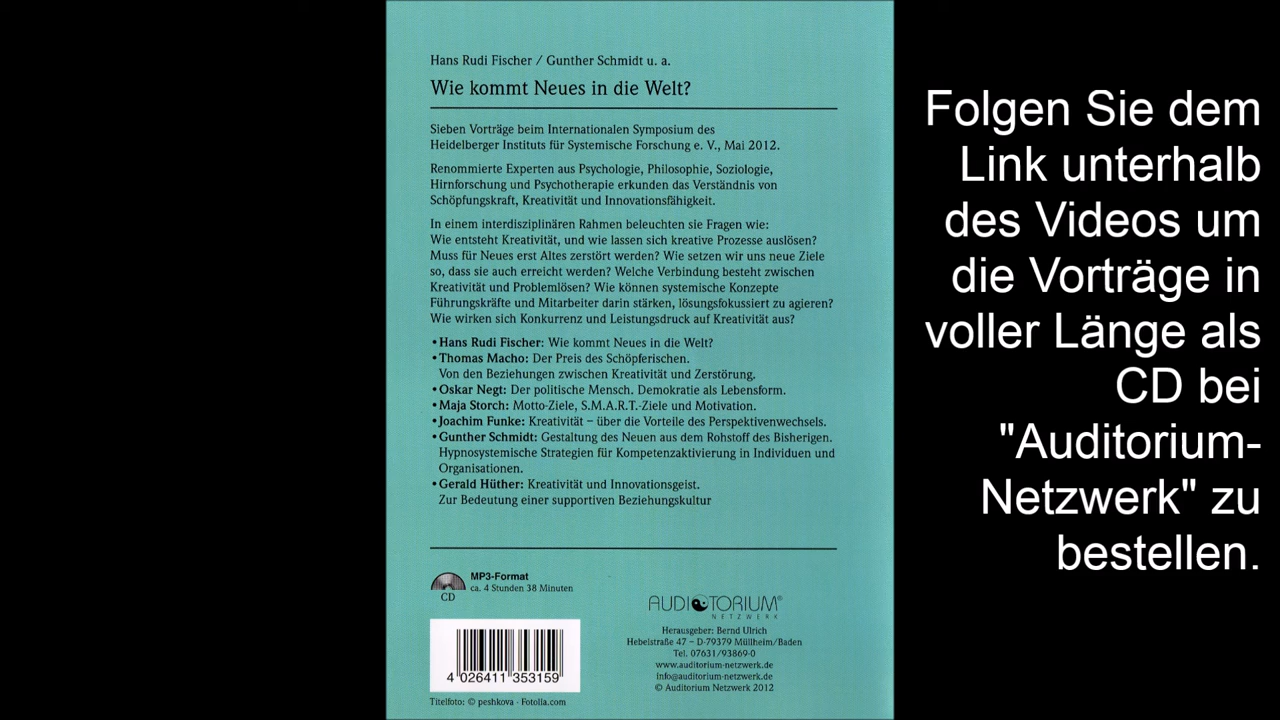 Hans Rudi Fischer / Gunther Schmidt u. a.
Wie kommt Neues in die Welt?
Sieben Vorträge beim Internationalen Symposium des
Heidelberger Instituts für Systemische Forschung e. V., Mai 2012.
Renommierte Experten aus Psychologie, Philosophie, Soziologie,
Hirnforschung und Psychotherapie erkunden das Verständnis von
Schöpfungskraft, Kreativität und Innovationsfähigkeit.
In einem interdisziplinären Rahmen beleuchten sie Fragen wie:
Wie entsteht Kreativität, und wie lassen sich kreative Prozesse auslösen?
Muss für Neues erst Altes zerstört werden? Wie setzen wir uns neue Ziele
so, dass sie auch erreicht werden? Welche Verbindung besteht zwischen
Kreativität und Problemlösen? Wie können systemische Konzepte
Führungskräfte und Mitarbeiter darin stärken, lösungsfokussiert zu agieren?
Wie wirken sich Konkurrenz und Leistungsdruck auf Kreativität aus?
• Hans Rudi Fischer: Wie kommt Neues in die Welt?
• Thomas Macho: Der Preis des Schöpferischen.
Von den Beziehungen zwischen Kreativität und Zerstörung.
• Oskar Negt: Der politische Mensch. Demokratie als Lebensform.
• Maja Storch: Motto-Ziele, S.M.A.R.T.-Ziele und Motivation.
• Joachim Funke: Kreativität – über die Vorteile des Perspektivenwechsels.
• Gunther Schmidt: Gestaltung des Neuen aus dem Rohstoff des Bisherigen.
Hypnosystemische Strategien für Kompetenzaktivierung in Individuen und
Organisationen.
• Gerald Hüther: Kreativität und Innovationsgeist.
Zur Bedeutung einer supportiven Beziehungskultur
MP3-Format
ca. 4 Stunden 38 Minuten
CD
4 026411 353159
Titelfoto: © peshkova · Fotolia.com
AUDITORIUM®
NETZWERK
Herausgeber: Bernd Ulrich
Hebelstraße 47 – D-79379 Müllheim/Baden
Tel. 07631/93869-0
www.auditorium-netzwerk.de
info@auditorium-netzwerk.de
© Auditorium Netzwerk 2012
Folgen Sie dem
Link unterhalb
des Videos um
die Vorträge in
voller Länge als
CD bei
"Auditorium-
Netzwerk" zu
bestellen.